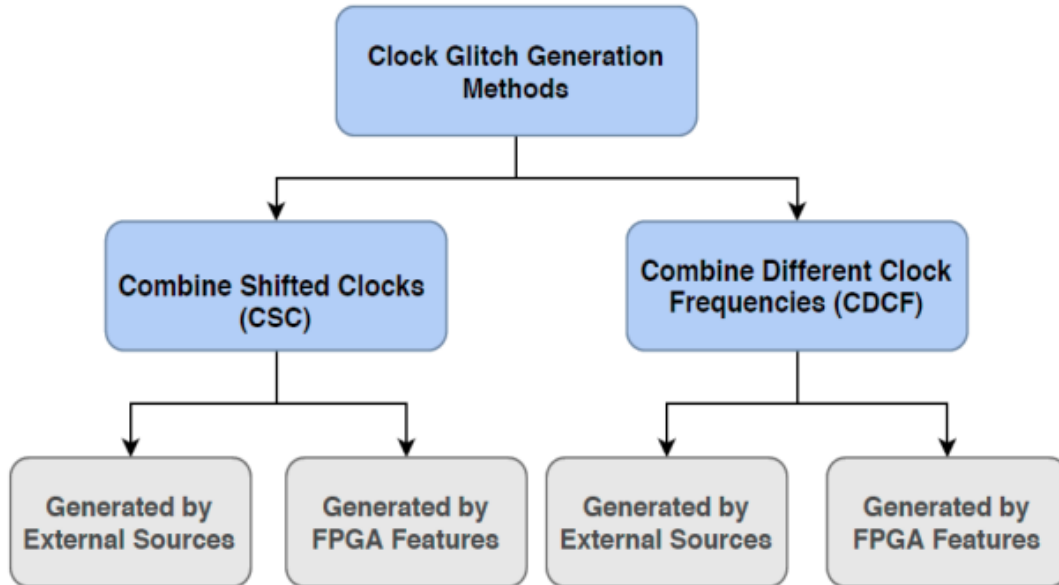 Clock Glitch Generation
Methods
Combine Shifted Clocks
(CSC)
Combine Different Clock
Frequencies (CDCF)
Generated by
External Sources
Generated by
FPGA Features
Generated by
External Sources
Generated by
FPGA Features